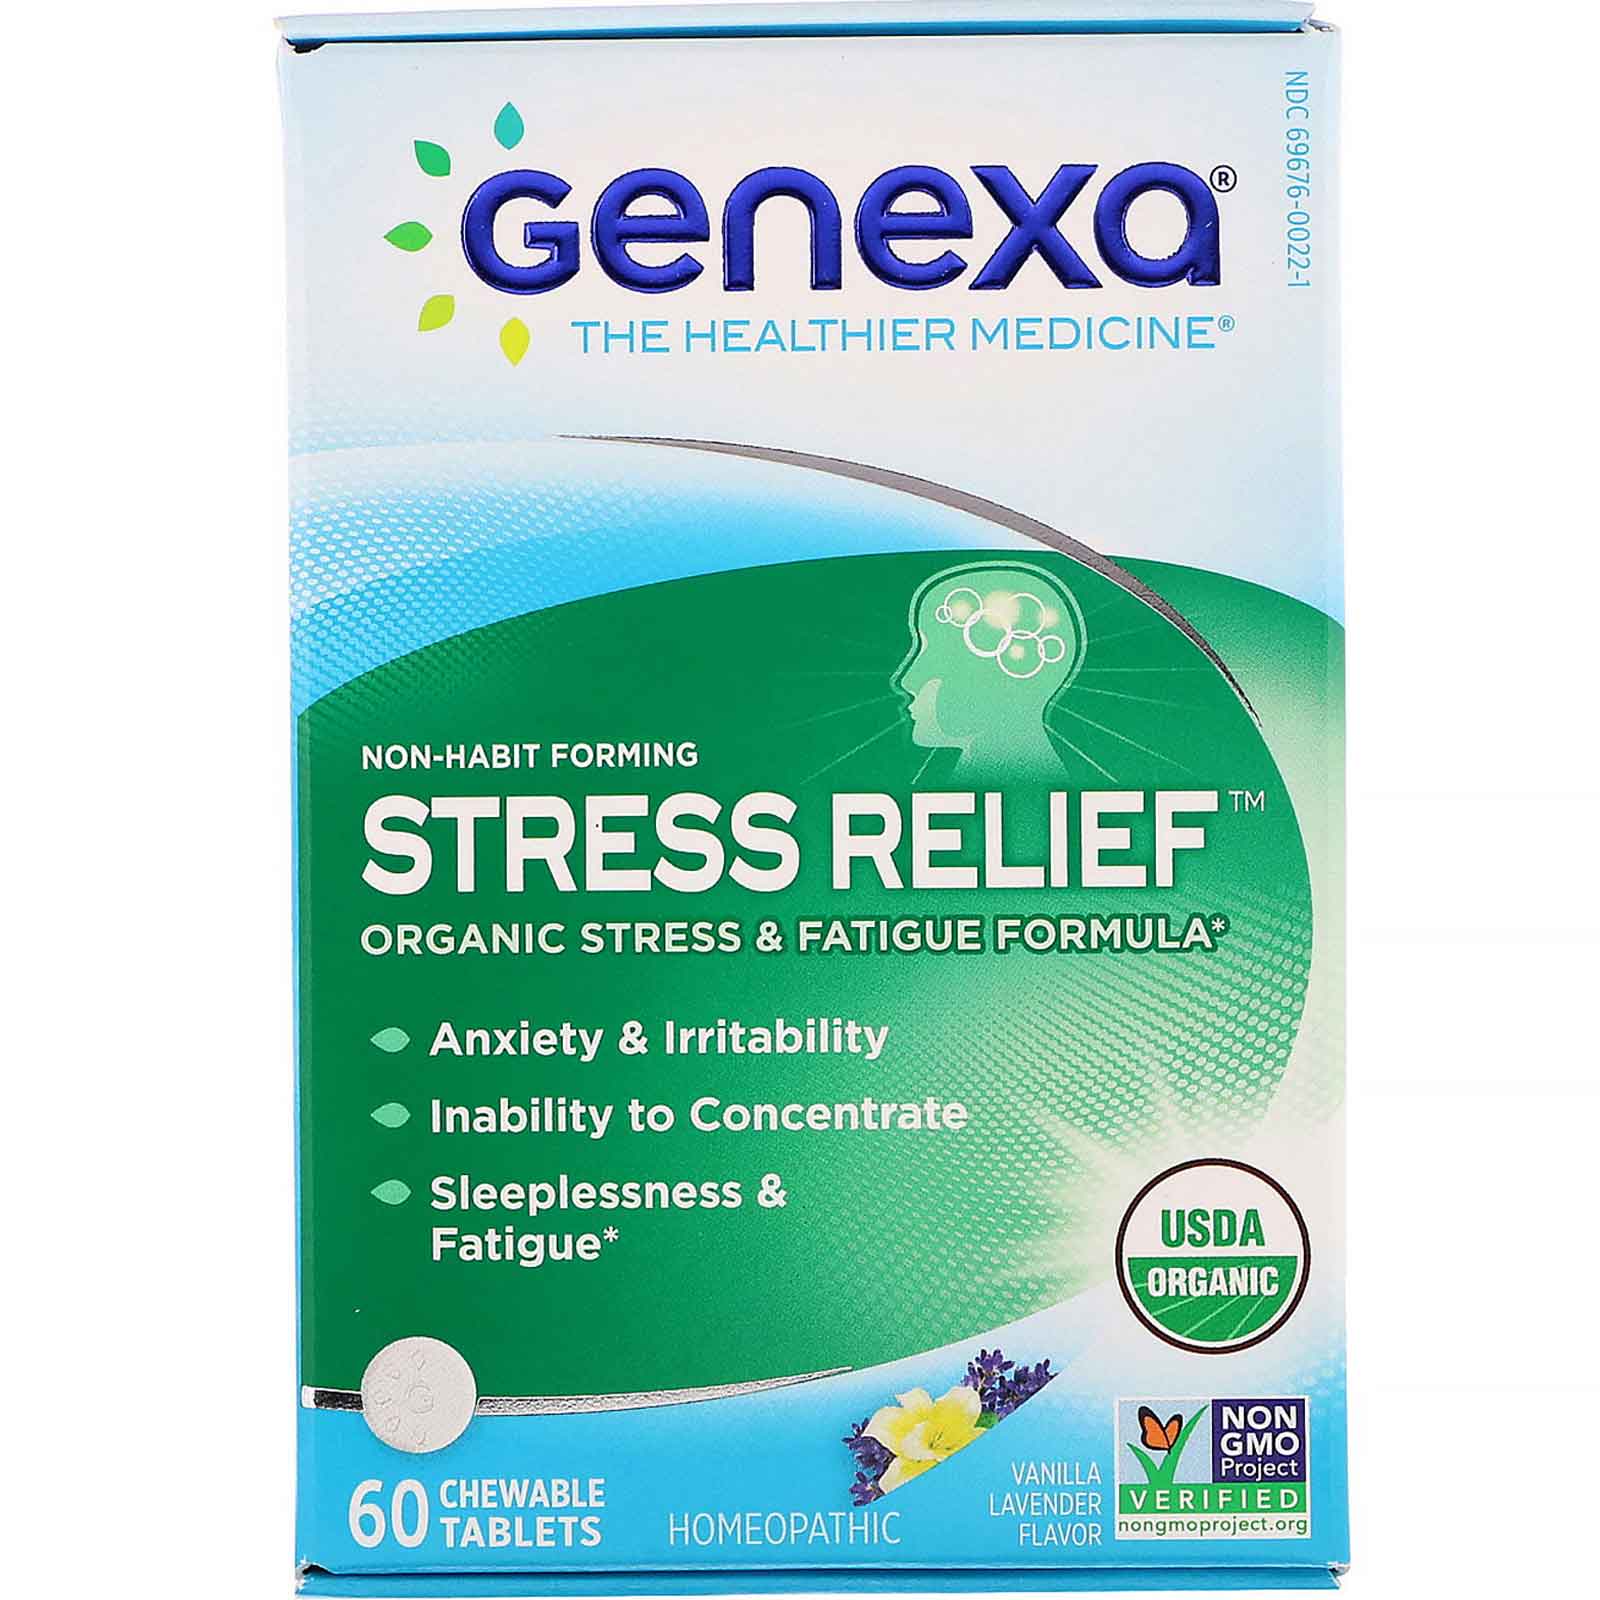 NDC 69676-0022-1
Genexa®
THE HEALTHIER MEDICINE®
NON-HABIT FORMING
STRESS RELIEF™
ORGANIC STRESS & FATIGUE FORMULA*
Anxiety & Irritability
Inability to Concentrate
Sleeplessness &
Fatigue*
USDA
ORGANIC
60 CHEWABLE
TABLETS
HOMEOPATHIC
VANILLA
LAVENDER
FLAVOR
NON
GMO
Project
VERIFIED
nongmoproject.org